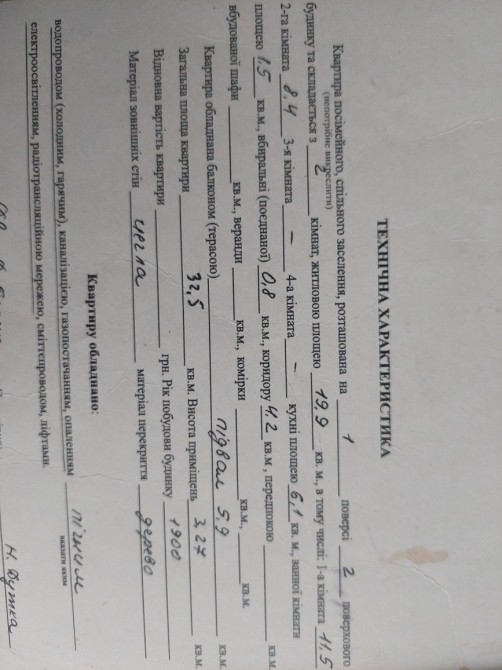 ТЕХНІЧНА ХАРАКТЕРИСТИКА
Квартира посімейного, спільного заселення, розташована на 1 поверсі 2 поверхового
(непотрібне викреслити)
будинку та складається з 2 кімнат, житловою площею 19,9 кв. м., в тому числі: 1-а кімната 11.5
2-га кімната 8.4 3-я кімната – 4-а кімната – кухні площею 6,1 кв. м., ванної кімнати
площею 1.5 кв.м., вбиральні (поєднаної) 0,8 кв.м., коридору 4.2 кв.м., передпокою кв.м.
вбудованої шафи кв.м., веранди кв.м., комірки кв.м., кв.м.
Квартира обладнана балконом (терасою) підвал 5,9 кв.м.
Загальна площа квартири 32,5 кв.м. Висота приміщень 3,27 кв.м.
Відновна вартість квартири грн. Рік побудови будинку 1900
Матеріал зовнішніх стін цегла матеріал перекриття дерево
Квартиру обладнано:
водопроводом (холодним, гарячим), каналізацією, газопостачанням, опаленням пічним
вказати яким
електроосвітленням, радіотрансляційною мережею, сміттєпроводом, ліфтами.
Н. Дутка